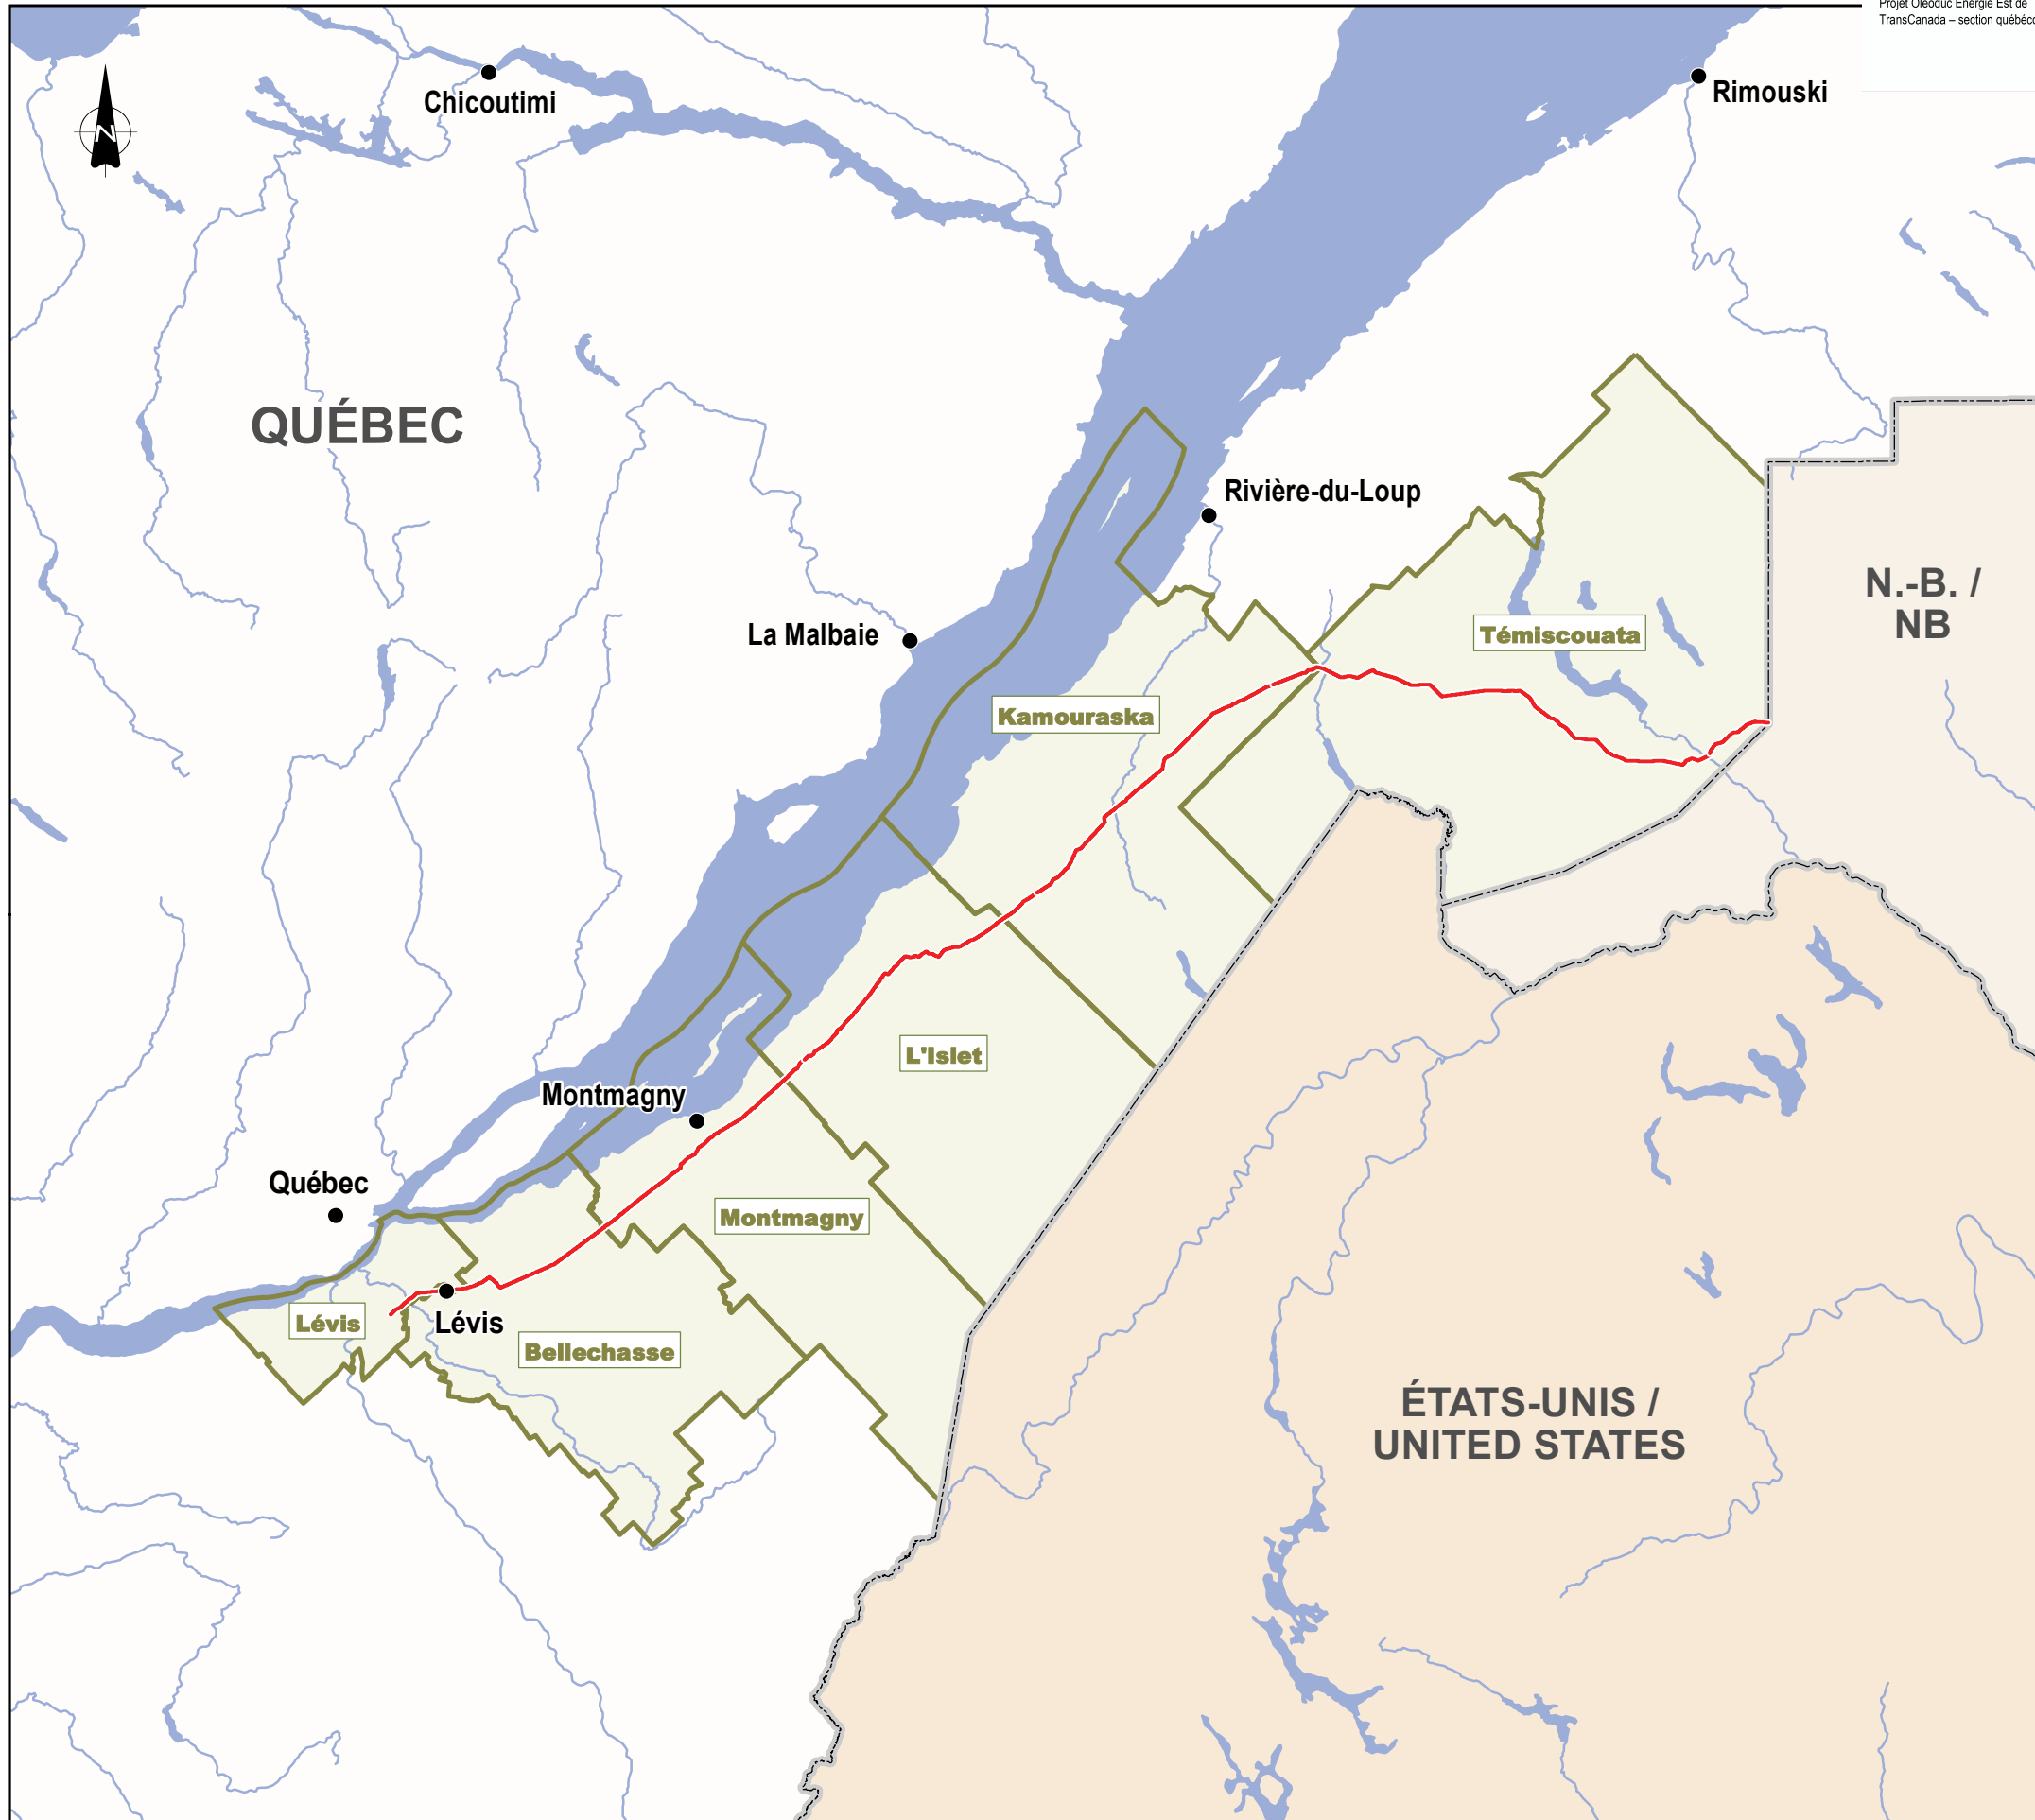 Projet Oléoduc Énergie Est de
TransCanada – section québéco
Chicoutimi
Rimouski
N
QUÉBEC
Rivière-du-Loup
N.-B. /
NB
La Malbaie
Témiscouata
Kamouraska
L'Islet
Montmagny
Québec
Montmagny
Lévis
Lévis
Bellechasse
ÉTATS-UNIS /
UNITED STATES